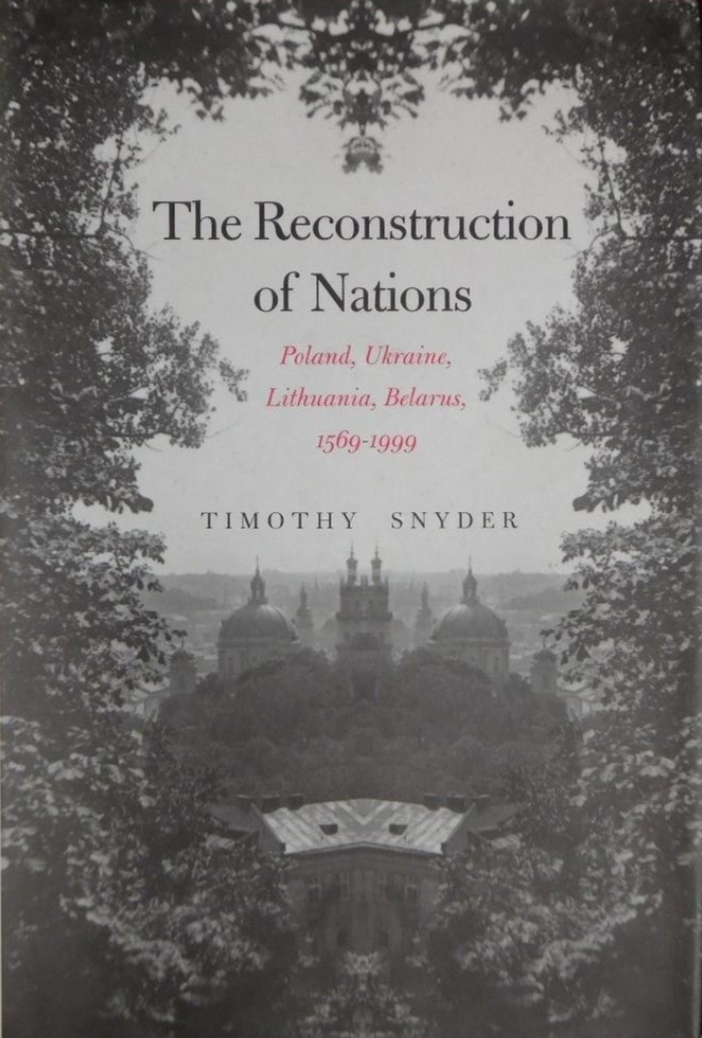 The Reconstruction
of Nations
Poland, Ukraine,
Lithuania, Belarus,
1569-1999
TIMOTHY SNYDER